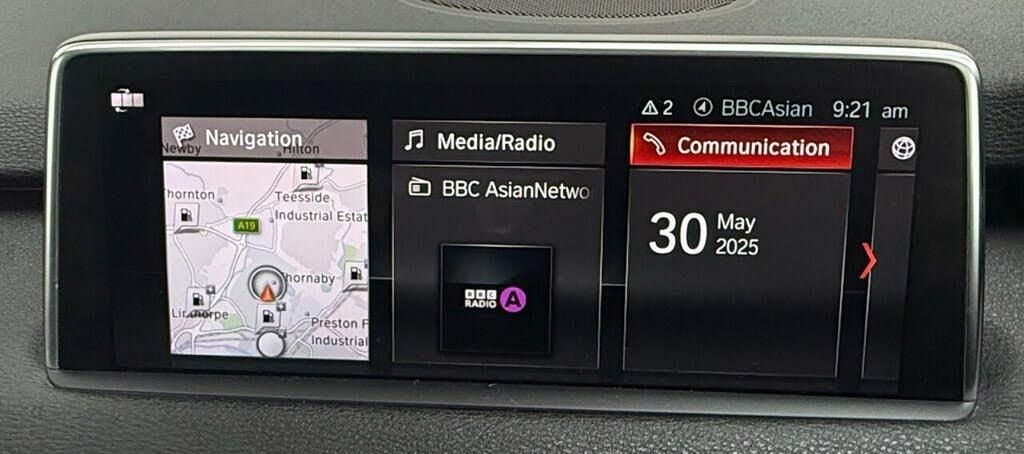 2 BBCAsian 9:21 am
Navigation
Newby Hilton
Thornton
Teesside
Industrial Estat
A19
Thornaby
Linthorpe
Preston F
Industrial
Media/Radio
BBC AsianNetwo
BBC
RADIO A
Communication
30 May
2025